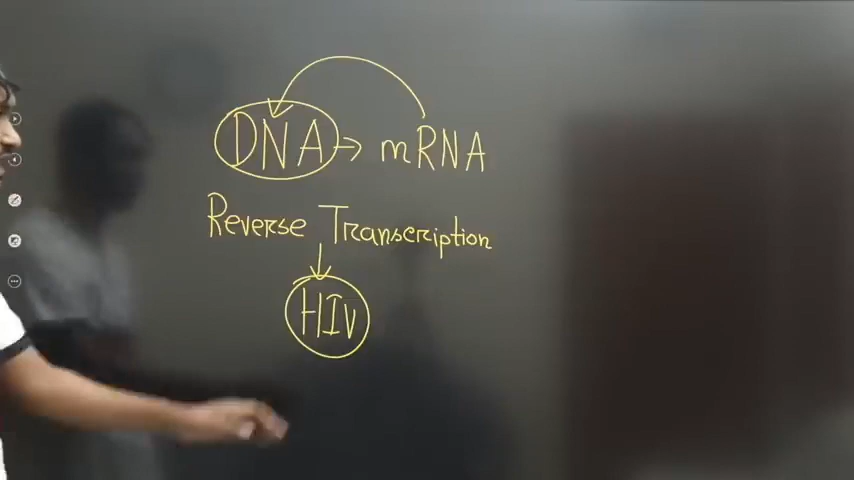 DNA → mRNA
Reverse Transcription
HIV